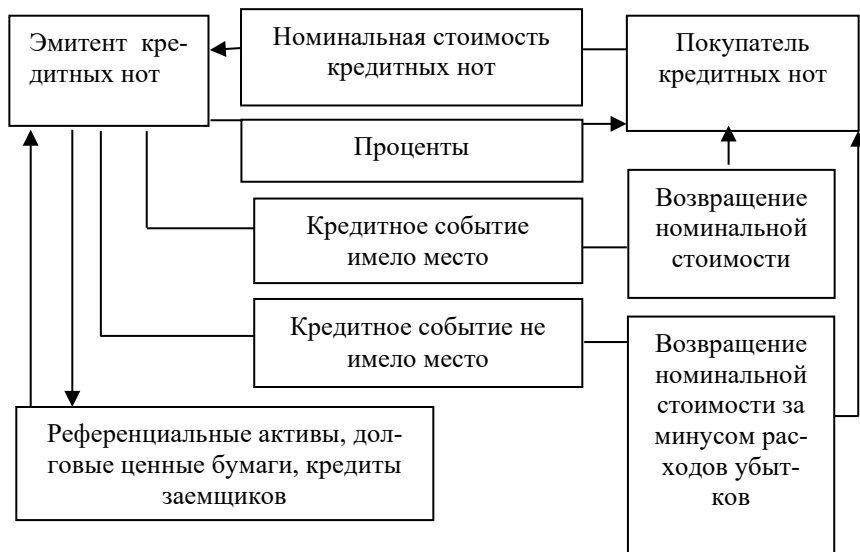 Эмитент кре-
дитных нот
Номинальная стоимость
кредитных нот
Покупатель
кредитных нот
Проценты
Кредитное событие
имело место
Возвращение
номинальной
стоимости
Кредитное событие не
имело место
Возвращение
номинальной
стоимости за
минусом рас-
ходов убыт-
ков
Референциальные активы, дол-
говые ценные бумаги, кредиты
заемщиков